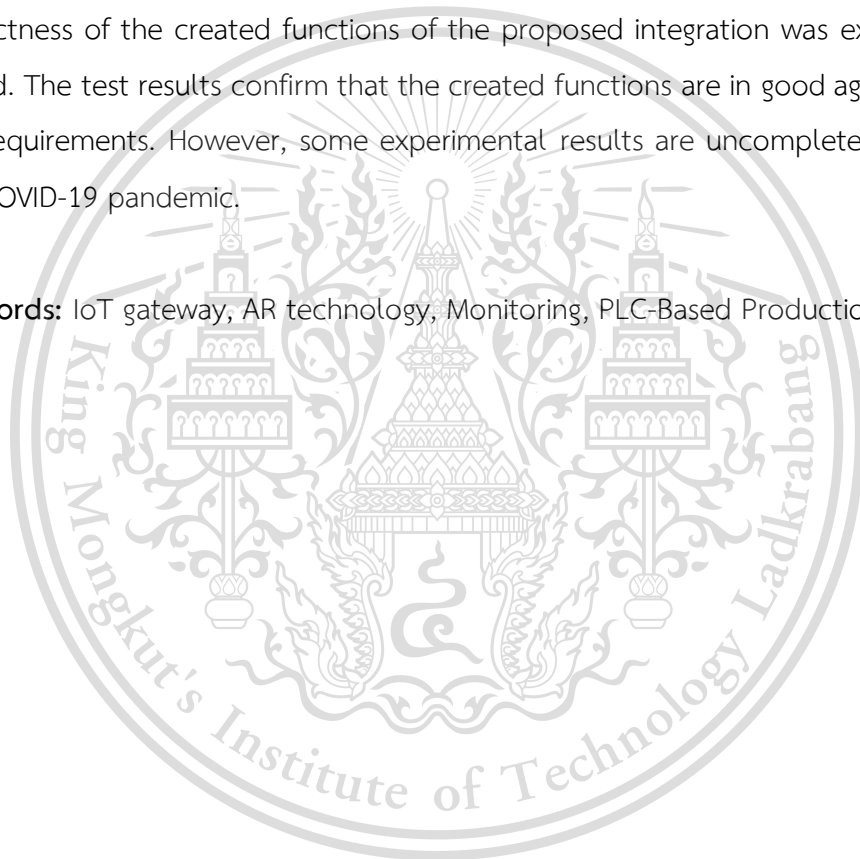 ctness of the created functions of the proposed integration was ex
d. The test results confirm that the created functions are in good ag
equirements. However, some experimental results are uncomplete
OVID-19 pandemic.
ords: IoT gateway, AR technology, Monitoring, PLC-Based Productio
King Mongkut's Institute of Technology Ladkrabang